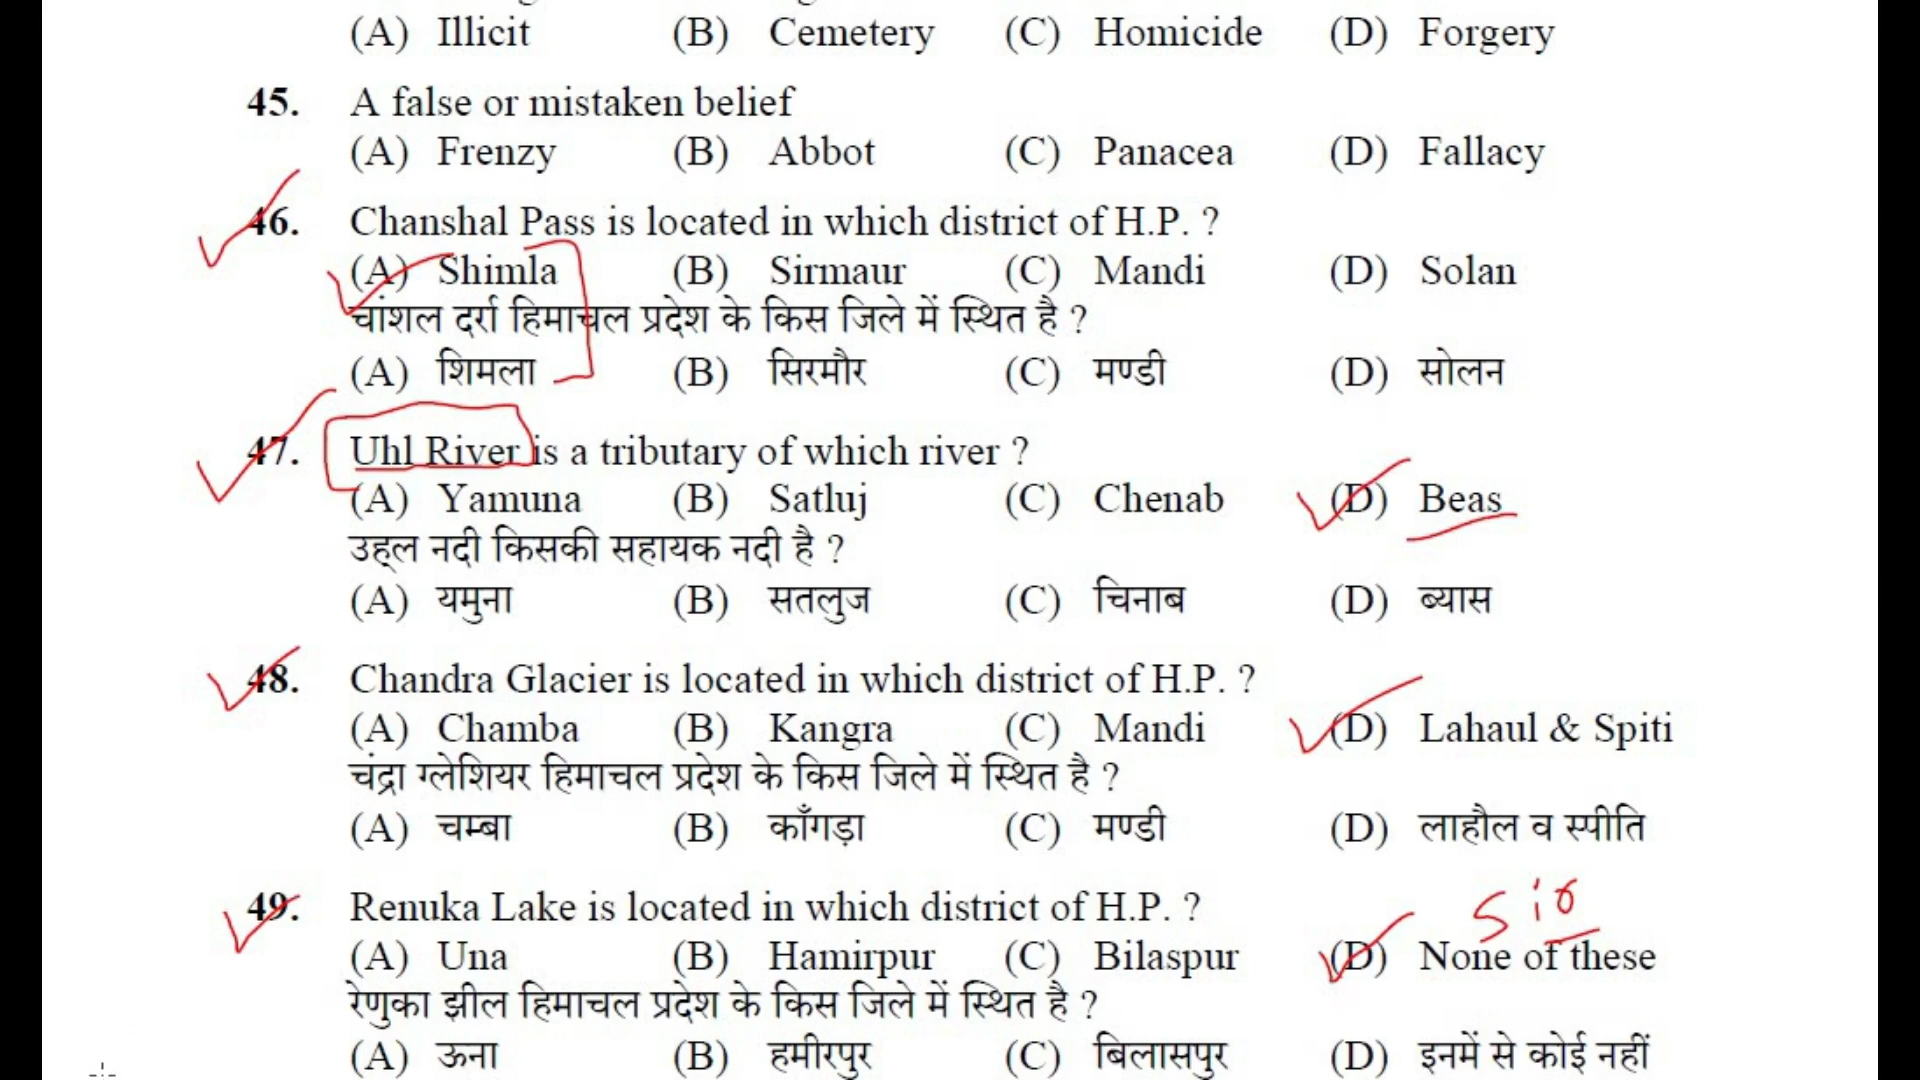 (A) Illicit (B) Cemetery (C) Homicide (D) Forgery
45. A false or mistaken belief
(A) Frenzy (B) Abbot (C) Panacea (D) Fallacy
46. Chanshal Pass is located in which district of H.P. ?
(A) Shimla (B) Sirmaur (C) Mandi (D) Solan
चांशल दर्रा हिमाचल प्रदेश के किस जिले में स्थित है ?
(A) शिमला (B) सिरमौर (C) मण्डी (D) सोलन
47. Uhl River is a tributary of which river ?
(A) Yamuna (B) Satluj (C) Chenab (D) Beas
उह्ल नदी किसकी सहायक नदी है ?
(A) यमुना (B) सतलुज (C) चिनाब (D) ब्यास
48. Chandra Glacier is located in which district of H.P. ?
(A) Chamba (B) Kangra (C) Mandi (D) Lahaul & Spiti
चंद्रा ग्लेशियर हिमाचल प्रदेश के किस जिले में स्थित है ?
(A) चम्बा (B) काँगड़ा (C) मण्डी (D) लाहौल व स्पीति
49. Renuka Lake is located in which district of H.P. ?
(A) Una (B) Hamirpur (C) Bilaspur (D) None of these
रेणुका झील हिमाचल प्रदेश के किस जिले में स्थित है ?
(A) ऊना (B) हमीरपुर (C) बिलासपुर (D) इनमें से कोई नहीं